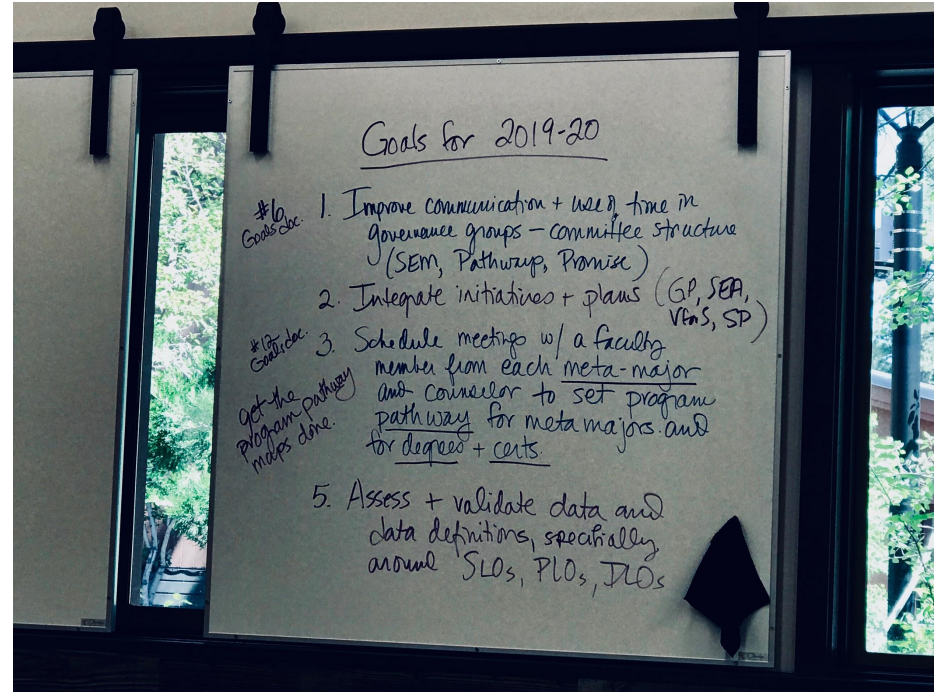 Goals for 2019-20
#6
Goals doc.
1. Improve communication + use of time in
governance groups – committee structure
(SEM, Pathways, Promise)
2. Integrate initiatives + plans (GP, SEA,
VEnS, SP)
#12
Goals doc.
3. Schedule meetings w/ a faculty
member from each meta-major
and counselor to set program
pathway for meta majors and
for degrees + certs.
get the
program pathway
maps done.
5. Assess + validate data and
data definitions, specifially
around SLOs, PLOs, ILOs